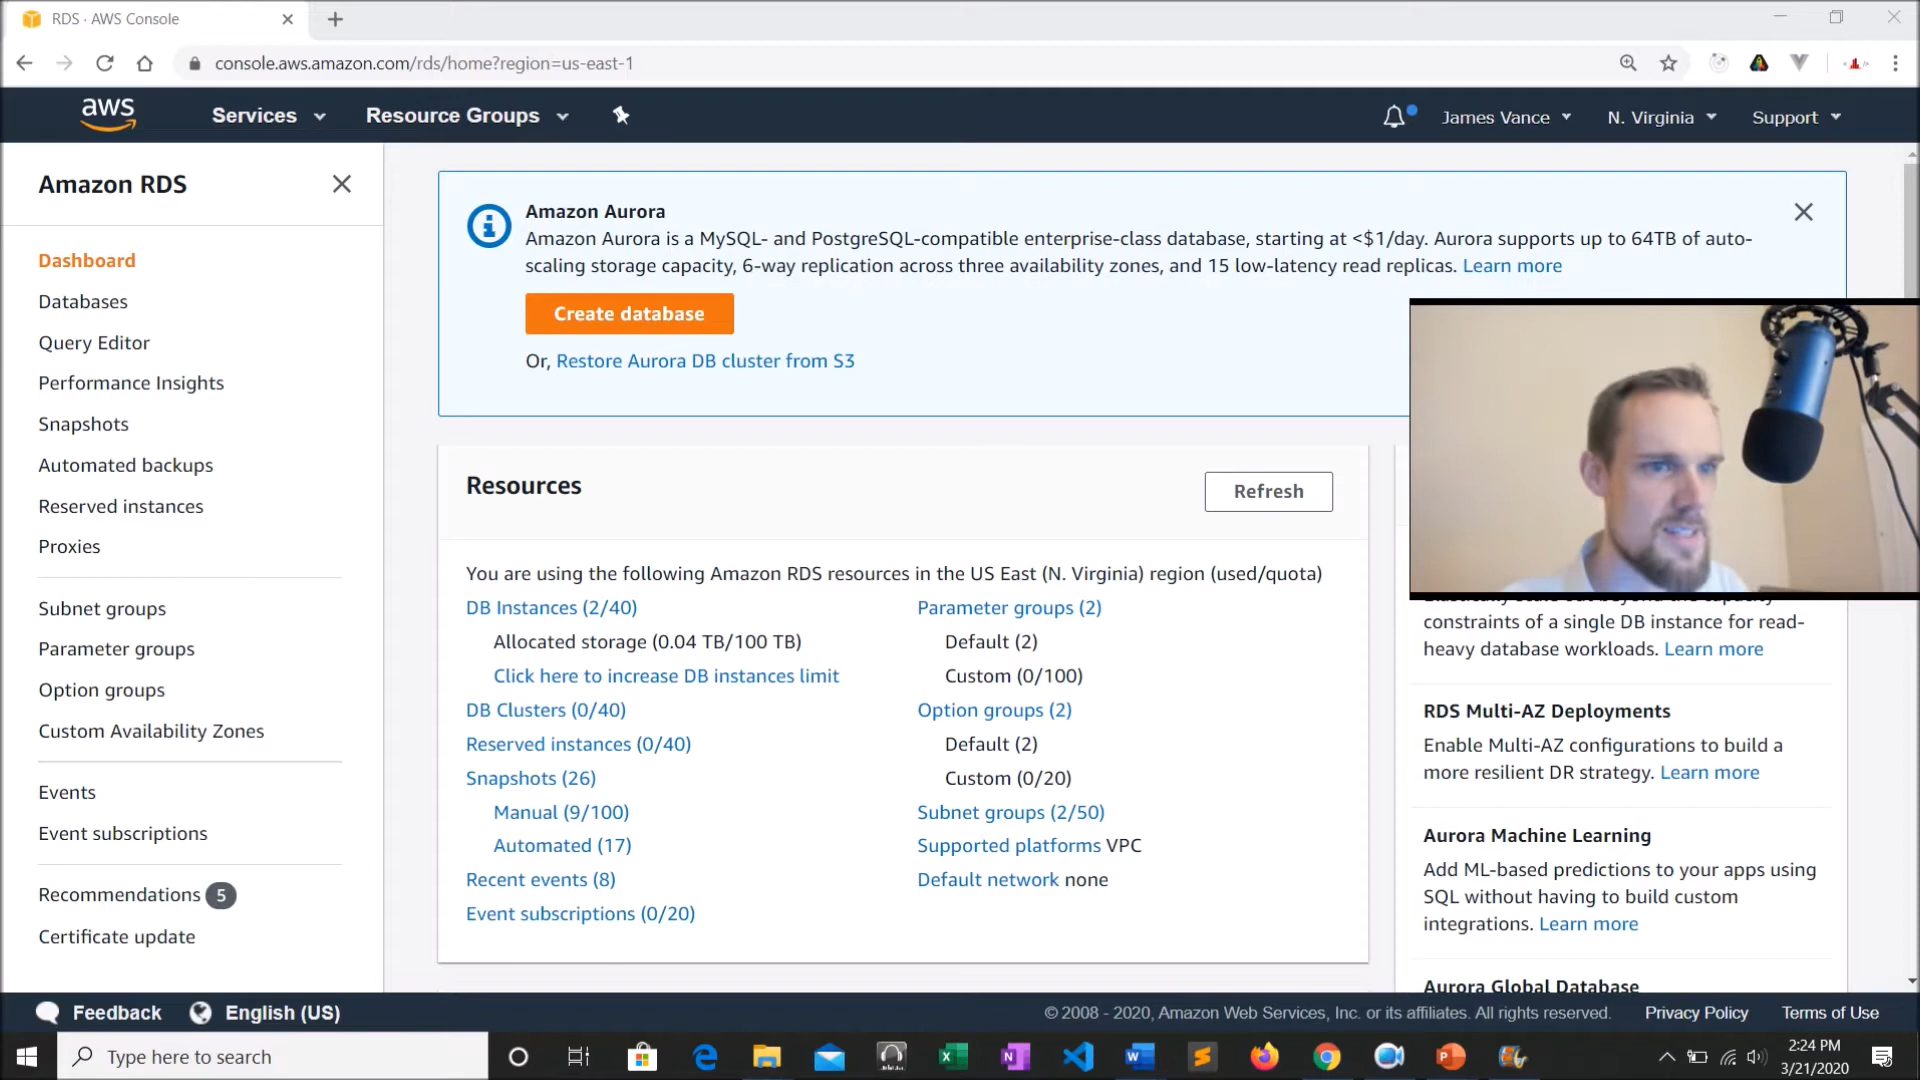 RDS · AWS Console
console.aws.amazon.com/rds/home?region=us-east-1
aws
Services
Resource Groups
James Vance
N. Virginia
Support
Amazon RDS
Dashboard
Databases
Query Editor
Performance Insights
Snapshots
Automated backups
Reserved instances
Proxies
Subnet groups
Parameter groups
Option groups
Custom Availability Zones
Events
Event subscriptions
Recommendations 5
Certificate update
Amazon Aurora
Amazon Aurora is a MySQL- and PostgreSQL-compatible enterprise-class database, starting at <$1/day. Aurora supports up to 64TB of auto-
scaling storage capacity, 6-way replication across three availability zones, and 15 low-latency read replicas. Learn more
Create database
Or, Restore Aurora DB cluster from S3
Resources
Refresh
You are using the following Amazon RDS resources in the US East (N. Virginia) region (used/quota)
DB Instances (2/40)
Allocated storage (0.04 TB/100 TB)
Click here to increase DB instances limit
DB Clusters (0/40)
Reserved instances (0/40)
Snapshots (26)
Manual (9/100)
Automated (17)
Recent events (8)
Event subscriptions (0/20)
Parameter groups (2)
Default (2)
Custom (0/100)
Option groups (2)
Default (2)
Custom (0/20)
Subnet groups (2/50)
Supported platforms VPC
Default network none
constraints of a single DB instance for read-
heavy database workloads. Learn more
RDS Multi-AZ Deployments
Enable Multi-AZ configurations to build a
more resilient DR strategy. Learn more
Aurora Machine Learning
Add ML-based predictions to your apps using
SQL without having to build custom
integrations. Learn more
Aurora Global Database
Feedback
English (US)
© 2008 - 2020, Amazon Web Services, Inc. or its affiliates. All rights reserved.
Privacy Policy
Terms of Use
Type here to search
2:24 PM
3/21/2020